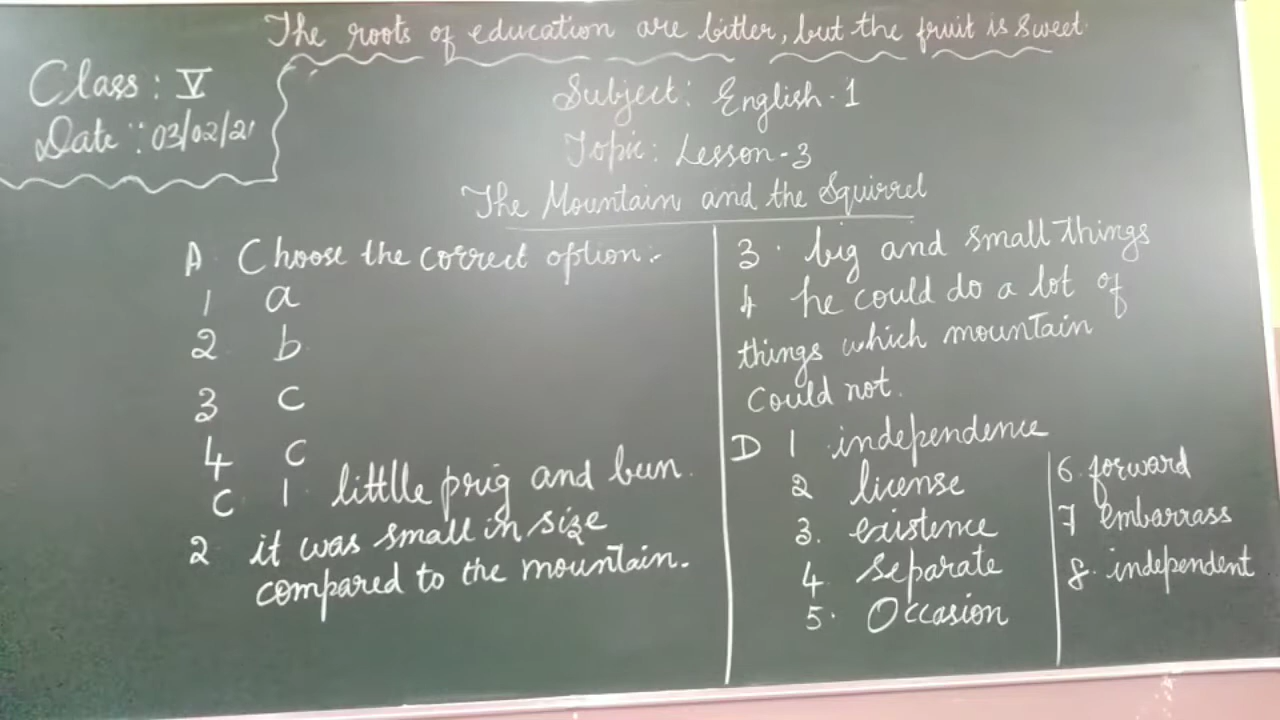 The roots of education are bitter, but the fruit is sweet
Class : V
Date : 03/02/21
Subject: English-1
Topic: Lesson-3
The Mountain and the Squirrel
A Choose the correct option:-
1 a
2 b
3 c
4 c
C 1 littlle prig and bun
2 it was small in size
compared to the mountain.
3. big and small things
4 he could do a lot of
things which mountain
could not.
D 1 independence
2 license
3. existence
4 separate
5. Occasion
6. forward
7 embarrass
8. independent